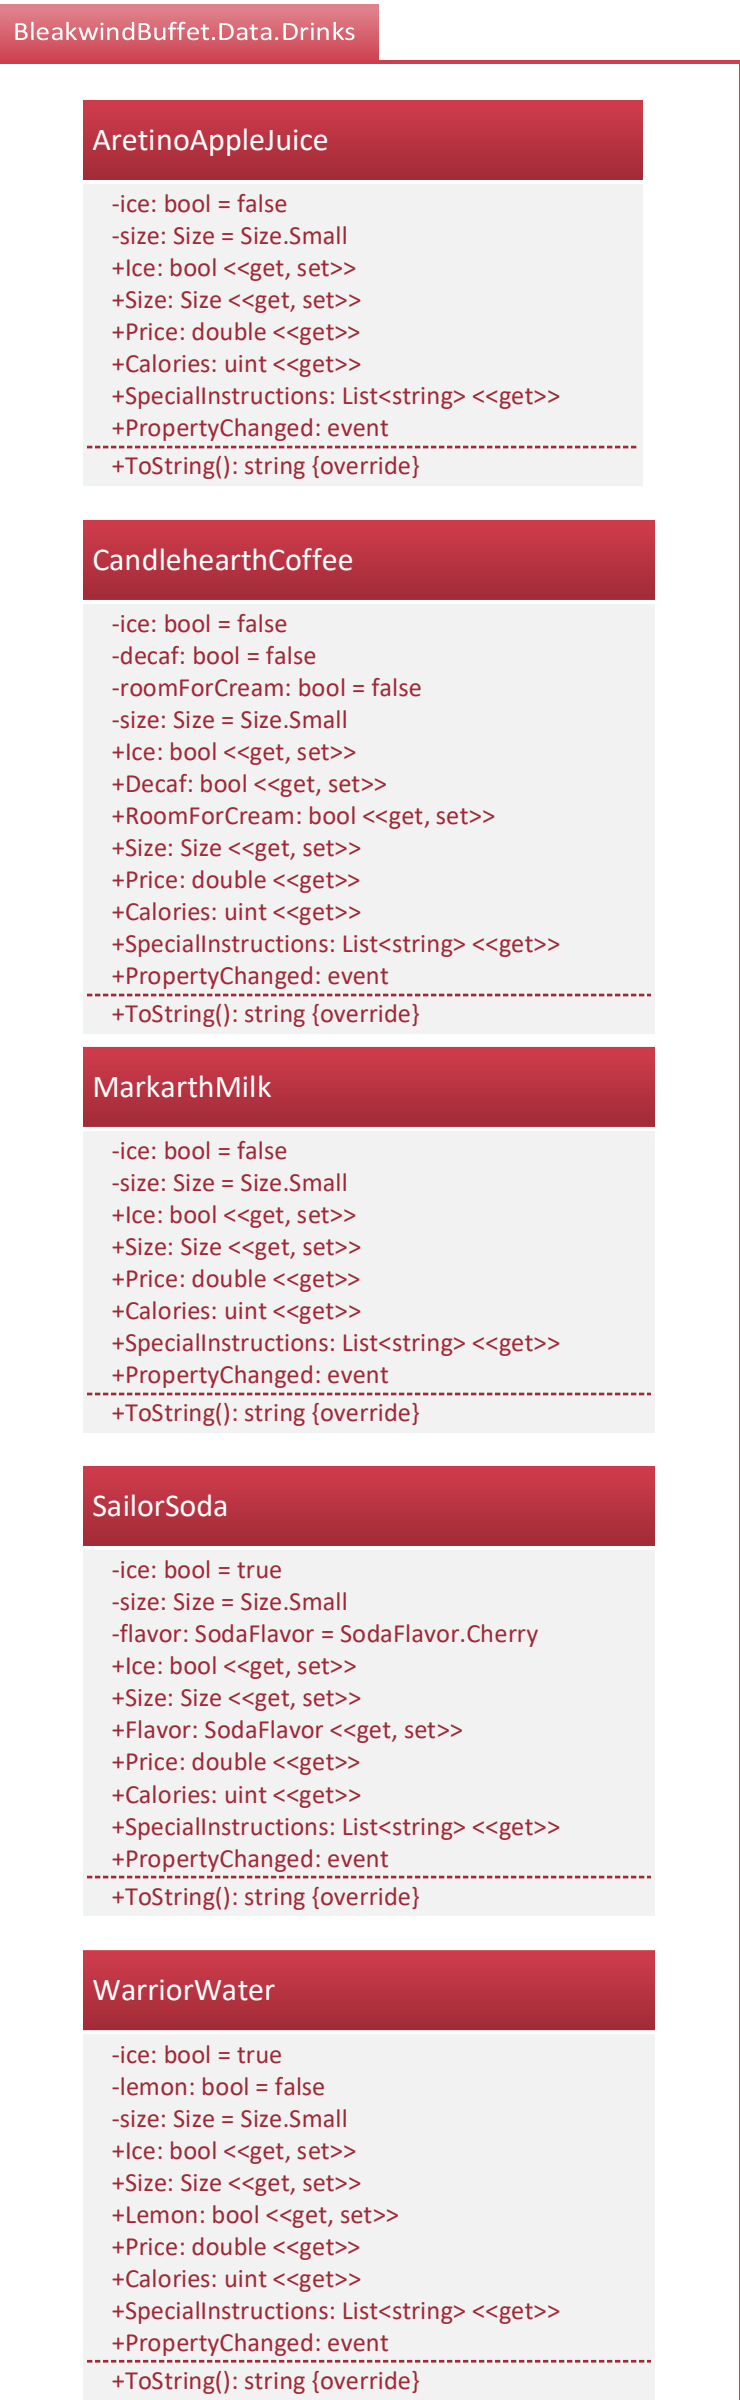 BleakwindBuffet.Data.Drinks
AretinoAppleJuice
-ice: bool = false
-size: Size = Size.Small
+Ice: bool <<get, set>>
+Size: Size <<get, set>>
+Price: double <<get>>
+Calories: uint <<get>>
+SpecialInstructions: List<string> <<get>>
+PropertyChanged: event
+ToString(): string {override}
CandlehearthCoffee
-ice: bool = false
-decaf: bool = false
-roomForCream: bool = false
-size: Size = Size.Small
+Ice: bool <<get, set>>
+Decaf: bool <<get, set>>
+RoomForCream: bool <<get, set>>
+Size: Size <<get, set>>
+Price: double <<get>>
+Calories: uint <<get>>
+SpecialInstructions: List<string> <<get>>
+PropertyChanged: event
+ToString(): string {override}
MarkarthMilk
-ice: bool = false
-size: Size = Size.Small
+Ice: bool <<get, set>>
+Size: Size <<get, set>>
+Price: double <<get>>
+Calories: uint <<get>>
+SpecialInstructions: List<string> <<get>>
+PropertyChanged: event
+ToString(): string {override}
SailorSoda
-ice: bool = true
-size: Size = Size.Small
-flavor: SodaFlavor = SodaFlavor.Cherry
+Ice: bool <<get, set>>
+Size: Size <<get, set>>
+Flavor: SodaFlavor <<get, set>>
+Price: double <<get>>
+Calories: uint <<get>>
+SpecialInstructions: List<string> <<get>>
+PropertyChanged: event
+ToString(): string {override}
WarriorWater
-ice: bool = true
-lemon: bool = false
-size: Size = Size.Small
+Ice: bool <<get, set>>
+Size: Size <<get, set>>
+Lemon: bool <<get, set>>
+Price: double <<get>>
+Calories: uint <<get>>
+SpecialInstructions: List<string> <<get>>
+PropertyChanged: event
+ToString(): string {override}